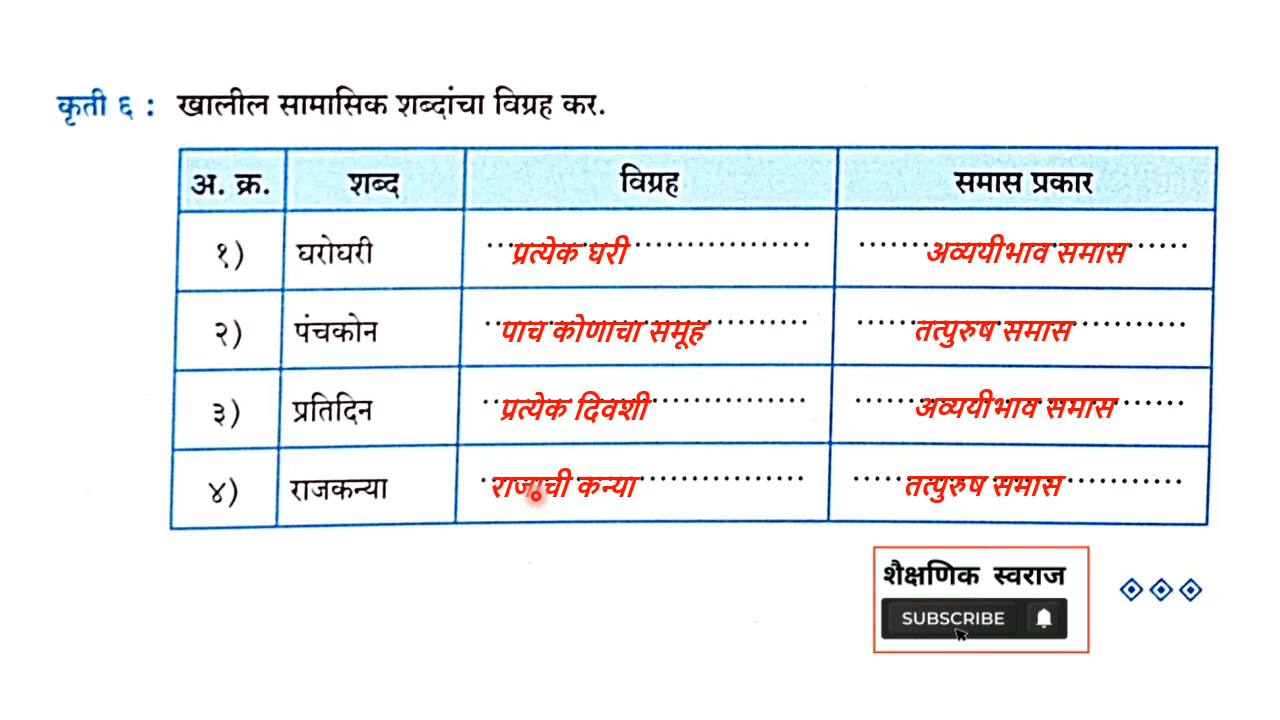 कृती ६ : खालील सामासिक शब्दांचा विग्रह कर.
अ. क्र. शब्द विग्रह समास प्रकार
१) घरोघरी प्रत्येक घरी अव्ययीभाव समास
२) पंचकोन पाच कोणाचा समूह तत्पुरुष समास
३) प्रतिदिन प्रत्येक दिवशी अव्ययीभाव समास
४) राजकन्या राजाची कन्या तत्पुरुष समास
शैक्षणिक स्वराज
SUBSCRIBE